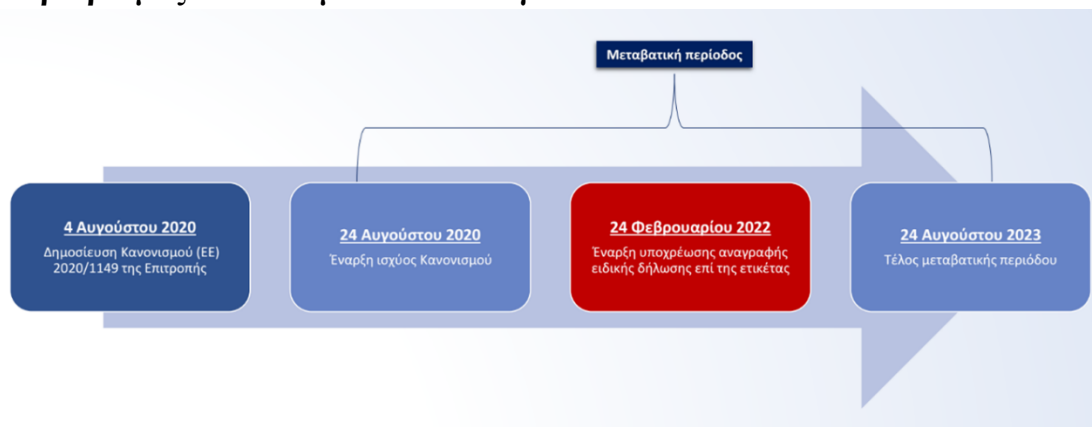 Μεταβατική περίοδος
4 Αυγούστου 2020
Δημοσίευση Κανονισμού (ΕΕ)
2020/1149 της Επιτροπής
24 Αυγούστου 2020
Έναρξη ισχύος Κανονισμού
24 Φεβρουαρίου 2022
Έναρξη υποχρέωσης αναγραφής
ειδικής δήλωσης επί της ετικέτας
24 Αυγούστου 2023
Τέλος μεταβατικής περιόδου